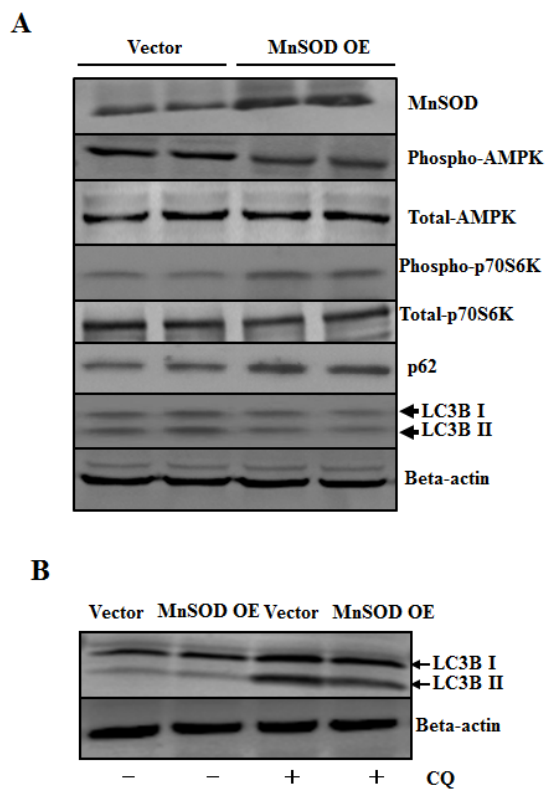 A
Vector MnSOD OE
MnSOD
Phospho-AMPK
Total-AMPK
Phospho-p70S6K
Total-p70S6K
p62
LC3B I
LC3B II
Beta-actin
B
Vector MnSOD OE Vector MnSOD OE
LC3B I
LC3B II
Beta-actin
– – + + CQ